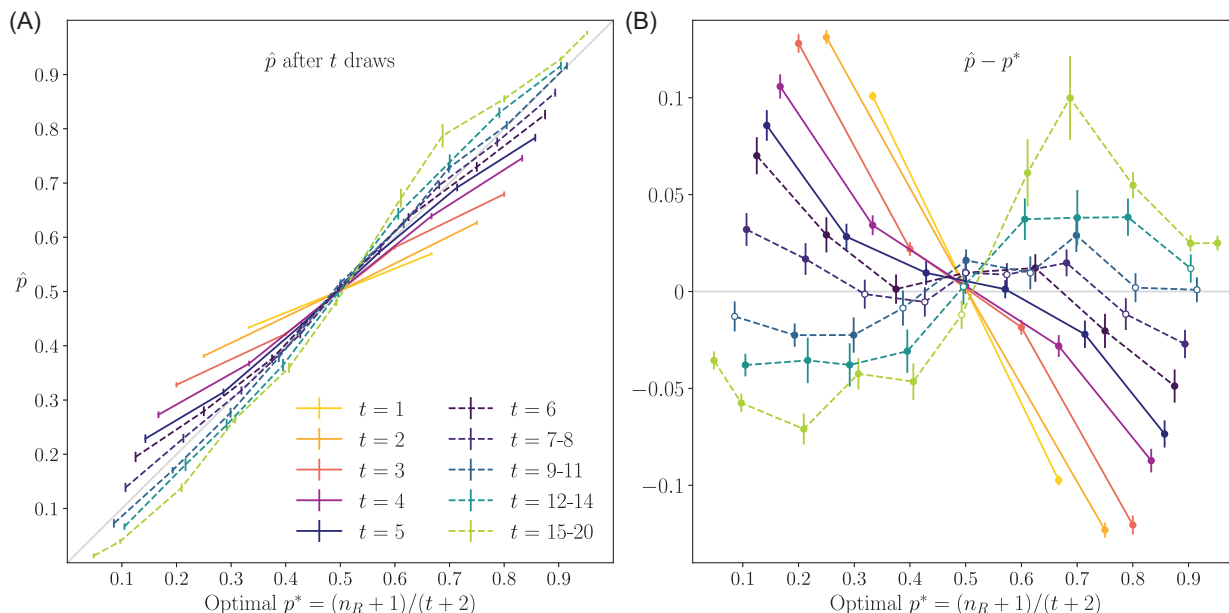 (A)
p̂ after t draws
p̂
0.9
0.8
0.7
0.6
0.5
0.4
0.3
0.2
0.1
t = 1
t = 2
t = 3
t = 4
t = 5
t = 6
t = 7-8
t = 9-11
t = 12-14
t = 15-20
0.1 0.2 0.3 0.4 0.5 0.6 0.7 0.8 0.9
Optimal p* = (n_R + 1)/(t + 2)
(B)
p̂ − p*
0.1
0.05
0
−0.05
−0.1
0.1 0.2 0.3 0.4 0.5 0.6 0.7 0.8 0.9
Optimal p* = (n_R + 1)/(t + 2)